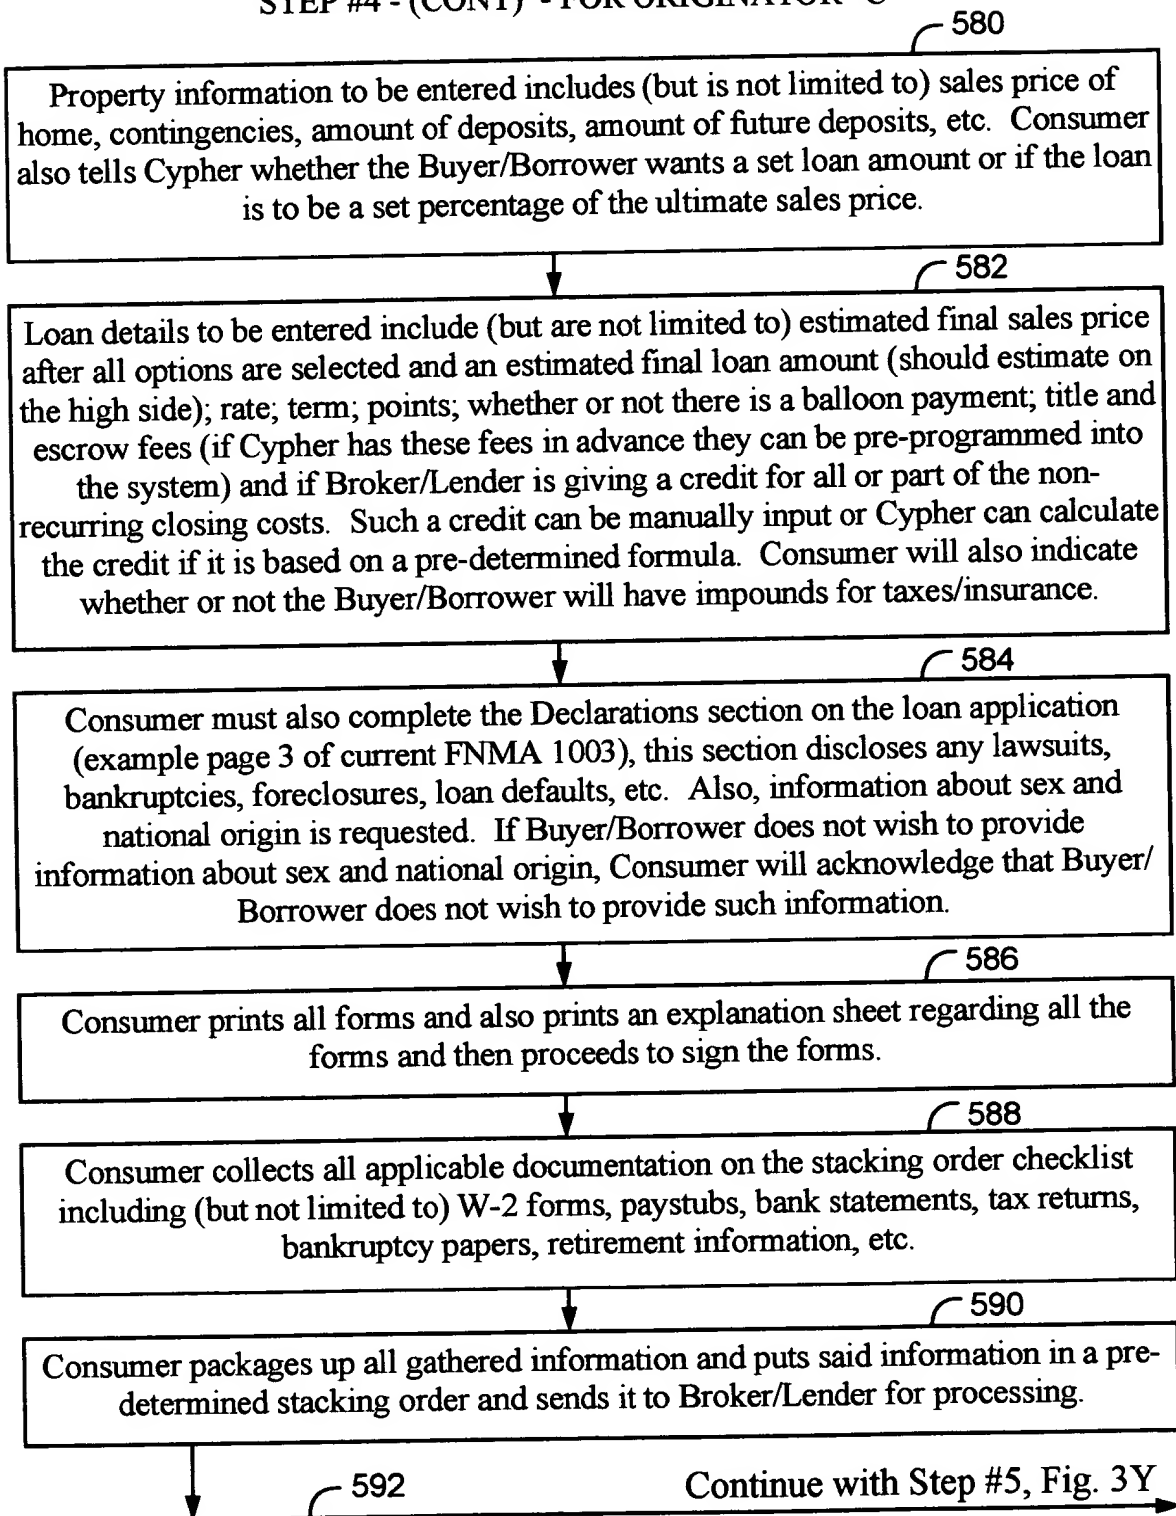 STEP #4 - (CONT) - FOR ORIGINATOR "C"
580
Property information to be entered includes (but is not limited to) sales price of
home, contingencies, amount of deposits, amount of future deposits, etc. Consumer
also tells Cypher whether the Buyer/Borrower wants a set loan amount or if the loan
is to be a set percentage of the ultimate sales price.
582
Loan details to be entered include (but are not limited to) estimated final sales price
after all options are selected and an estimated final loan amount (should estimate on
the high side); rate; term; points; whether or not there is a balloon payment; title and
escrow fees (if Cypher has these fees in advance they can be pre-programmed into
the system) and if Broker/Lender is giving a credit for all or part of the non-
recurring closing costs. Such a credit can be manually input or Cypher can calculate
the credit if it is based on a pre-determined formula. Consumer will also indicate
whether or not the Buyer/Borrower will have impounds for taxes/insurance.
584
Consumer must also complete the Declarations section on the loan application
(example page 3 of current FNMA 1003), this section discloses any lawsuits,
bankruptcies, foreclosures, loan defaults, etc. Also, information about sex and
national origin is requested. If Buyer/Borrower does not wish to provide
information about sex and national origin, Consumer will acknowledge that Buyer/
Borrower does not wish to provide such information.
586
Consumer prints all forms and also prints an explanation sheet regarding all the
forms and then proceeds to sign the forms.
588
Consumer collects all applicable documentation on the stacking order checklist
including (but not limited to) W-2 forms, paystubs, bank statements, tax returns,
bankruptcy papers, retirement information, etc.
590
Consumer packages up all gathered information and puts said information in a pre-
determined stacking order and sends it to Broker/Lender for processing.
592
Continue with Step #5, Fig. 3Y